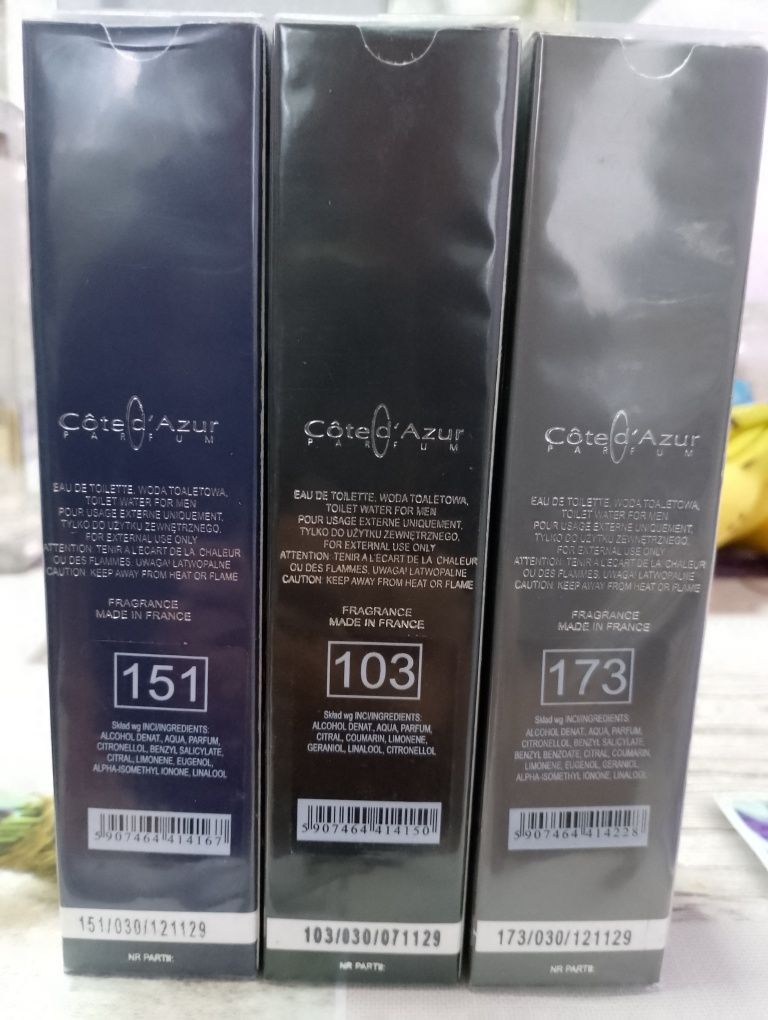 Côte d'Azur
PARFUM
EAU DE TOILETTE, WODA TOALETOWA,
TOILET WATER FOR MEN
POUR USAGE EXTERNE UNIQUEMENT,
TYLKO DO UŻYTKU ZEWNĘTRZNEGO,
FOR EXTERNAL USE ONLY
ATTENTION: TENIR A L'ECART DE LA CHALEUR
OU DES FLAMMES, UWAGA! ŁATWOPALNE
CAUTION: KEEP AWAY FROM HEAT OR FLAME
FRAGRANCE
MADE IN FRANCE
151
Skład wg INCI/INGREDIENTS:
ALCOHOL DENAT., AQUA, PARFUM,
CITRONELLOL, BENZYL SALICYLATE,
CITRAL, LIMONENE, EUGENOL,
ALPHA-ISOMETHYL IONONE, LINALOOL
5907464414167
151/030/121129
NR PARTII:
Côte d'Azur
PARFUM
EAU DE TOILETTE, WODA TOALETOWA,
TOILET WATER FOR MEN
POUR USAGE EXTERNE UNIQUEMENT,
TYLKO DO UŻYTKU ZEWNĘTRZNEGO,
FOR EXTERNAL USE ONLY
ATTENTION: TENIR A L'ECART DE LA CHALEUR
OU DES FLAMMES, UWAGA! ŁATWOPALNE
CAUTION: KEEP AWAY FROM HEAT OR FLAME
FRAGRANCE
MADE IN FRANCE
103
Skład wg INCI/INGREDIENTS:
ALCOHOL DENAT., AQUA, PARFUM,
CITRAL, COUMARIN, LIMONENE,
GERANIOL, LINALOOL, CITRONELLOL
5907464414150
103/030/071129
NR PARTII:
Côte d'Azur
PARFUM
EAU DE TOILETTE, WODA TOALETOWA,
TOILET WATER FOR MEN
POUR USAGE EXTERNE UNIQUEMENT,
TYLKO DO UŻYTKU ZEWNĘTRZNEGO,
FOR EXTERNAL USE ONLY
ATTENTION: TENIR A L'ECART DE LA CHALEUR
OU DES FLAMMES, UWAGA! ŁATWOPALNE
CAUTION: KEEP AWAY FROM HEAT OR FLAME
FRAGRANCE
MADE IN FRANCE
173
Skład wg INCI/INGREDIENTS:
ALCOHOL DENAT., AQUA, PARFUM,
CITRONELLOL, BENZYL SALICYLATE,
BENZYL BENZOATE, CITRAL, COUMARIN,
LIMONENE, EUGENOL, GERANIOL,
ALPHA-ISOMETHYL IONONE, LINALOOL
5907464414228
173/030/121129
NR PARTII: